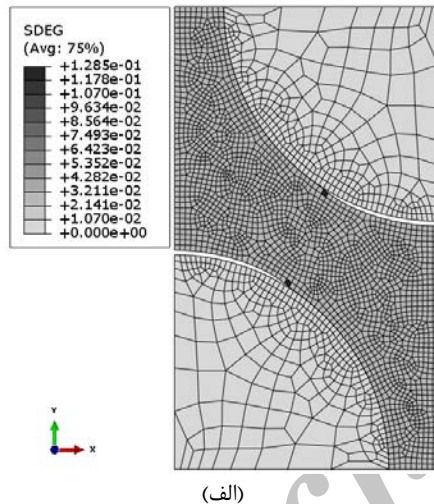 SDEG
(Avg: 75%)
+1.285e-01
+1.178e-01
+1.070e-01
+9.634e-02
+8.564e-02
+7.493e-02
+6.423e-02
+5.352e-02
+4.282e-02
+3.211e-02
+2.141e-02
+1.070e-02
+0.000e+00
Y
X
(الف)